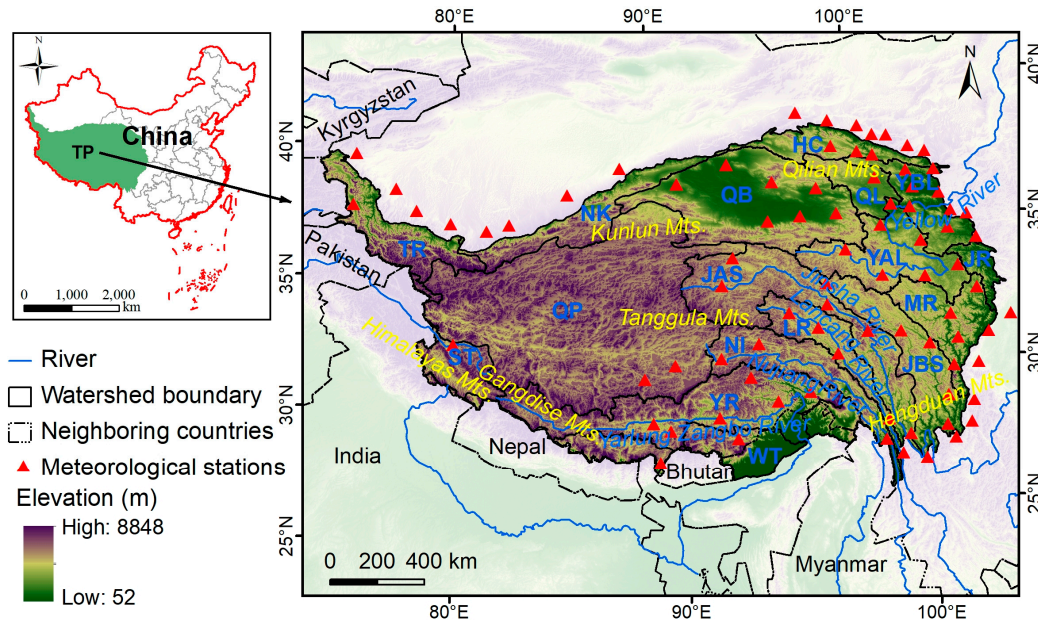 N
China
TP
0 1,000 2,000
km
River
Watershed boundary
Neighboring countries
Meteorological stations
Elevation (m)
High: 8848
Low: 52
80°E 90°E 100°E
40°N
35°N
30°N
25°N
40°N
35°N
30°N
25°N
80°E 90°E 100°E
N
Kyrgyzstan
Pakistan
India
Nepal
Bhutan
Myanmar
HC
Qilian Mts.
YBL
QB
QL
Yellow River
NK
Kunlun Mts.
TR
YAL
JR
JAS
Jinsha River
MR
QP
Tanggula Mts.
LR
Lancang River
ST
NJ
Nujiang River
JBS
Himalayas Mts.
Gangdise Mts.
YR
Hengduan Mts.
Yarlung Zangbo River
WT
0 200 400 km